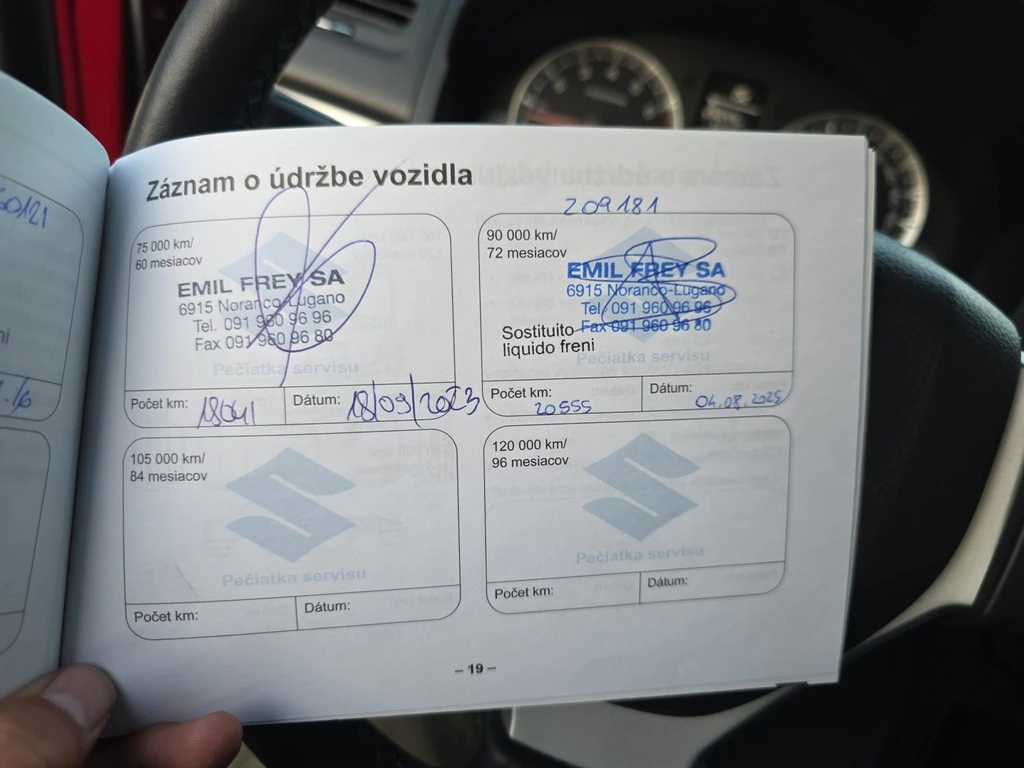 Záznam o údržbe vozidla
75 000 km/
60 mesiacov
EMIL FREY SA
6915 Noranco-Lugano
Tel. 091 960 96 96
Fax 091 960 96 80
Pečiatka servisu
Počet km: 18041
Dátum: 18/09/2023
209181
90 000 km/
72 mesiacov
EMIL FREY SA
6915 Noranco-Lugano
Tel. 091 960 96 96
Fax 091 960 96 80
Sostituito
liquido freni
Pečiatka servisu
Počet km: 20555
Dátum: 04.08.2025
105 000 km/
84 mesiacov
Pečiatka servisu
Počet km:
Dátum:
120 000 km/
96 mesiacov
Pečiatka servisu
Počet km:
Dátum:
– 19 –